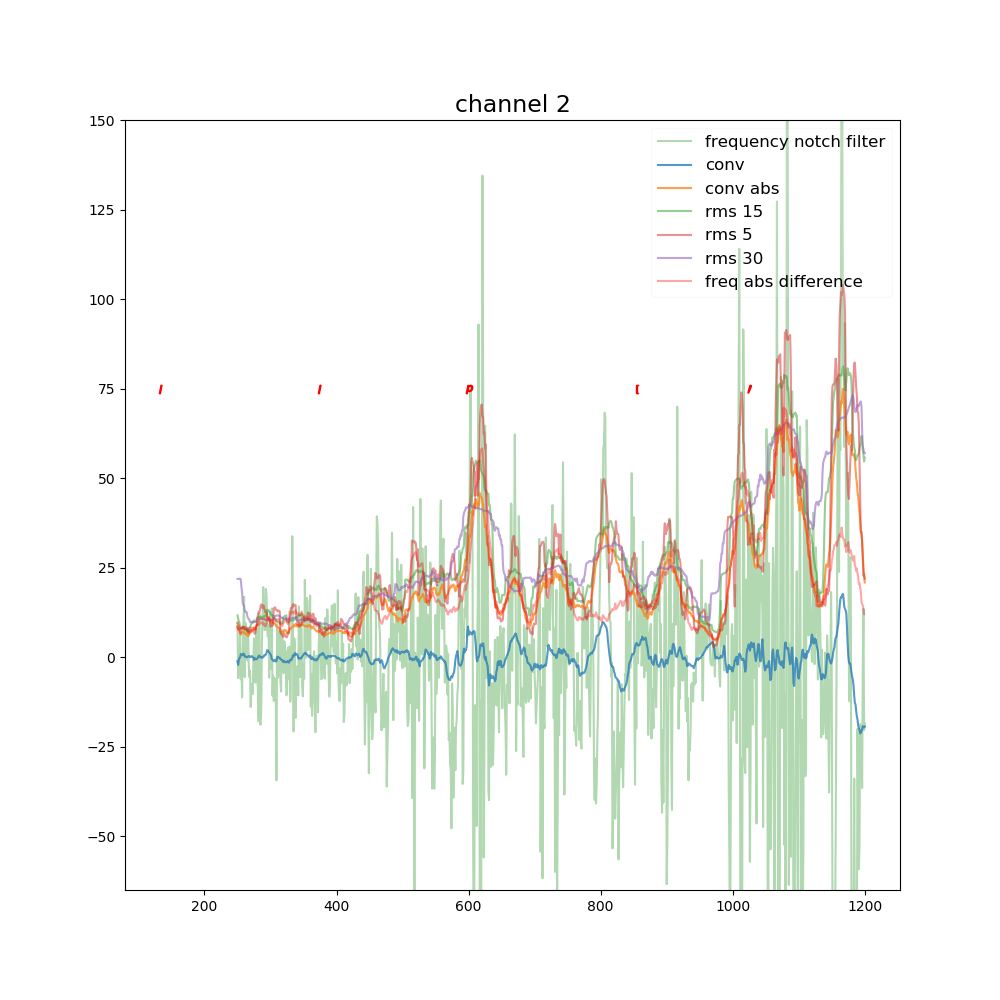 channel 2
150
125
100
75
50
25
0
−25
−50
200
400
600
800
1000
1200
frequency notch filter
conv
conv abs
rms 15
rms 5
rms 30
freq abs difference
p